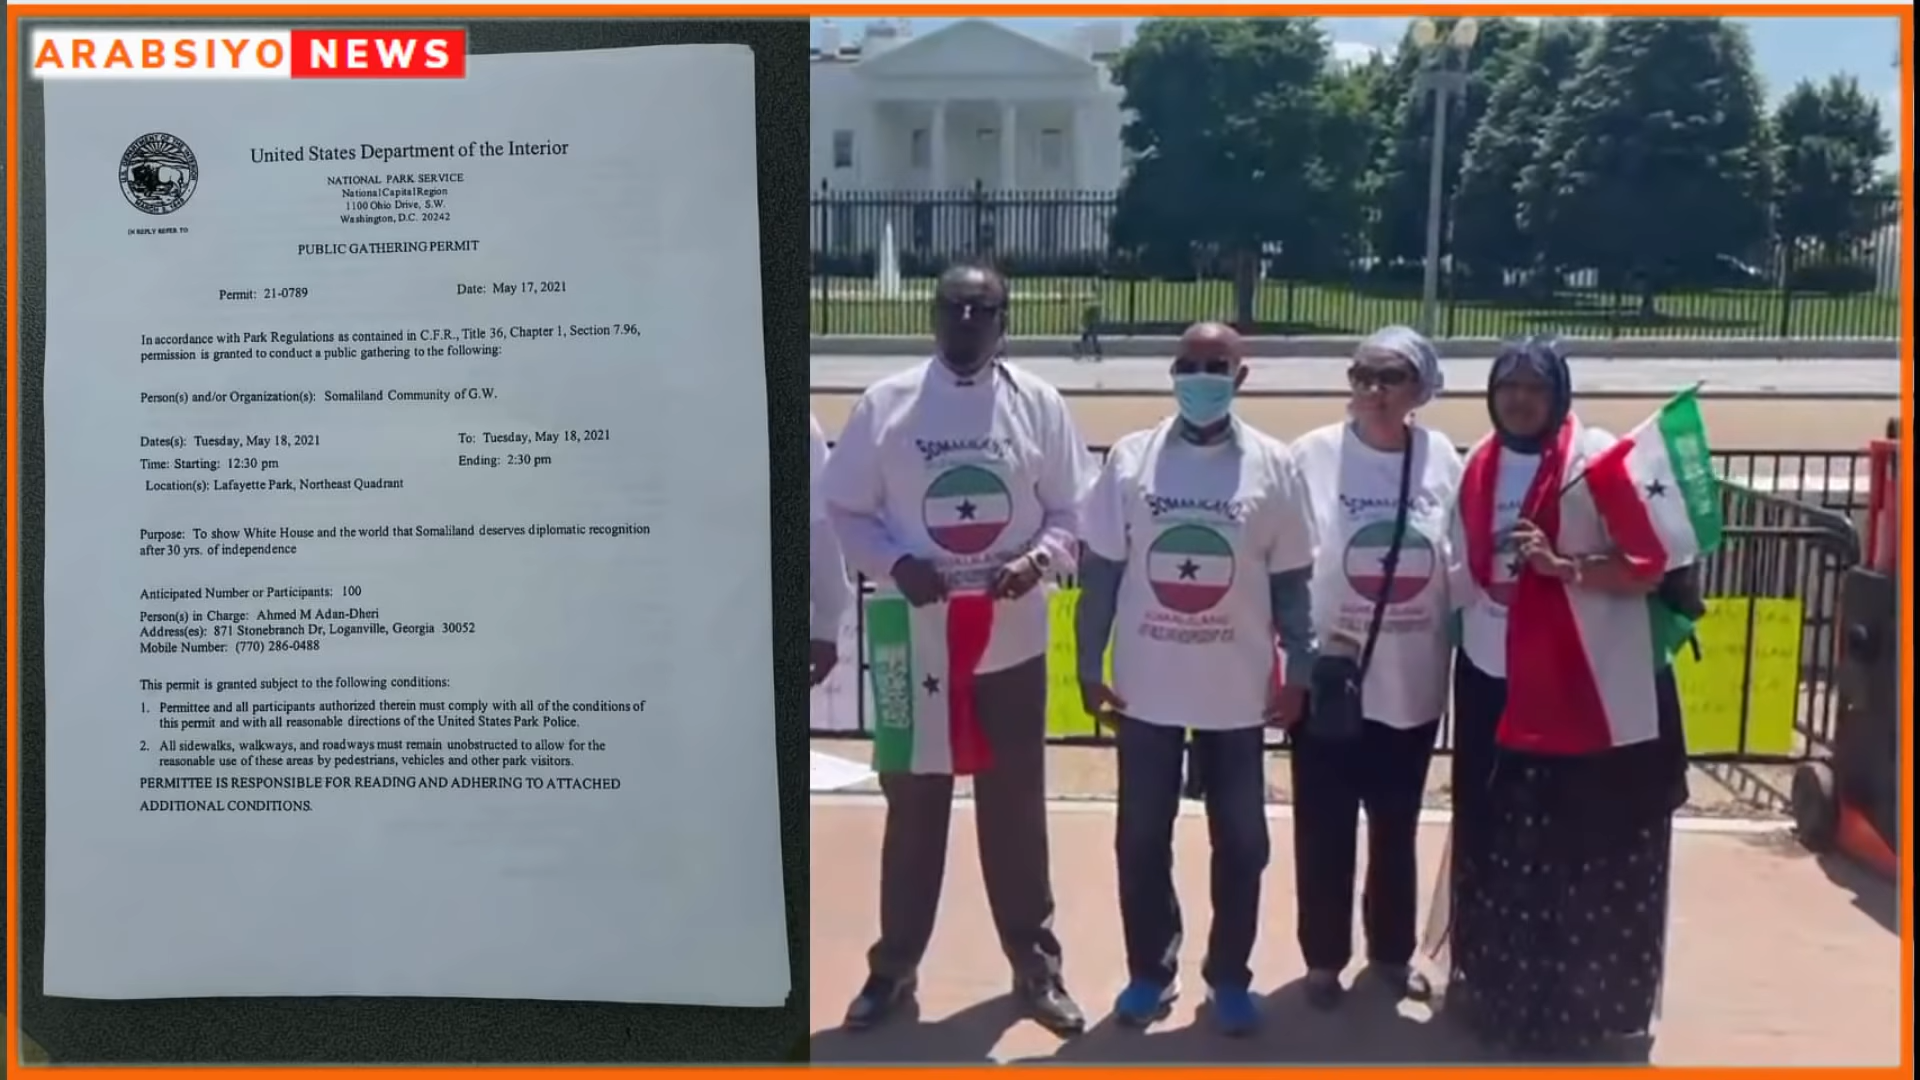 ARABSIYO NEWS
United States Department of the Interior
NATIONAL PARK SERVICE
National Capital Region
1100 Ohio Drive, S.W.
Washington, D.C. 20242
IN REPLY REFER TO
PUBLIC GATHERING PERMIT
Permit: 21-0789 Date: May 17, 2021
In accordance with Park Regulations as contained in C.F.R., Title 36, Chapter 1, Section 7.96,
permission is granted to conduct a public gathering to the following:
Person(s) and/or Organization(s): Somaliland Community of G.W.
Dates(s): Tuesday, May 18, 2021 To: Tuesday, May 18, 2021
Time: Starting: 12:30 pm Ending: 2:30 pm
Location(s): Lafayette Park, Northeast Quadrant
Purpose: To show White House and the world that Somaliland deserves diplomatic recognition
after 30 yrs. of independence
Anticipated Number or Participants: 100
Person(s) in Charge: Ahmed M Adan-Dheri
Address(es): 871 Stonebranch Dr, Loganville, Georgia 30052
Mobile Number: (770) 286-0488
This permit is granted subject to the following conditions:
1. Permittee and all participants authorized therein must comply with all of the conditions of
this permit and with all reasonable directions of the United States Park Police.
2. All sidewalks, walkways, and roadways must remain unobstructed to allow for the
reasonable use of these areas by pedestrians, vehicles and other park visitors.
PERMITTEE IS RESPONSIBLE FOR READING AND ADHERING TO ATTACHED
ADDITIONAL CONDITIONS.
SOMALILAND
SOMALILAND
SOMALILAND